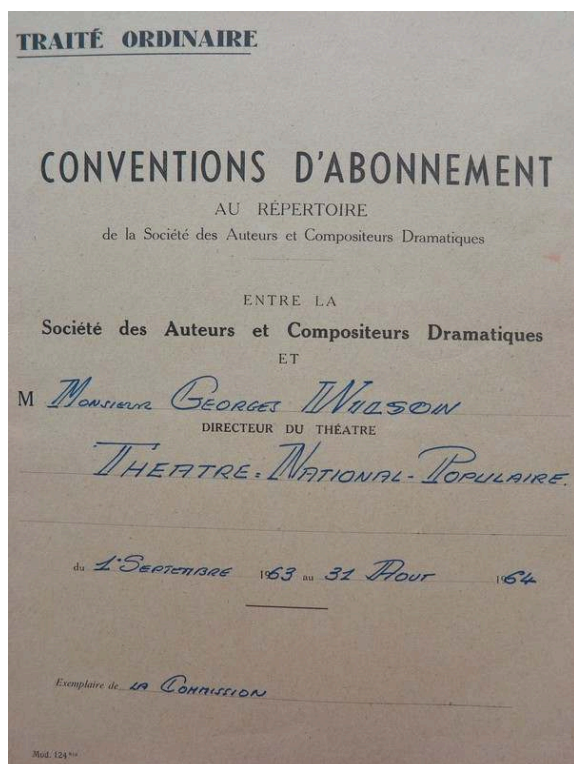 TRAITÉ ORDINAIRE
CONVENTIONS D'ABONNEMENT
AU RÉPERTOIRE
de la Société des Auteurs et Compositeurs Dramatiques
ENTRE LA
Société des Auteurs et Compositeurs Dramatiques
ET
M Monsieur Georges Wilson
DIRECTEUR DU THÉATRE
THEATRE-NATIONAL-POPULAIRE.
du 1er SEPTEMBRE 1963 au 31 AOUT 1964
Exemplaire de LA COMMISSION
Mod. 124 bis